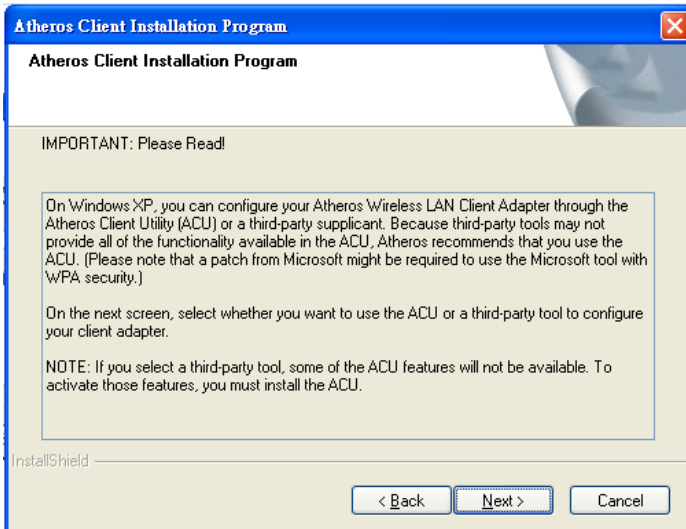 Atheros Client Installation Program
Atheros Client Installation Program
IMPORTANT: Please Read!
On Windows XP, you can configure your Atheros Wireless LAN Client Adapter through the
Atheros Client Utility (ACU) or a third-party supplicant. Because third-party tools may not
provide all of the functionality available in the ACU, Atheros recommends that you use the
ACU. (Please note that a patch from Microsoft might be required to use the Microsoft tool with
WPA security.)
On the next screen, select whether you want to use the ACU or a third-party tool to configure
your client adapter.
NOTE: If you select a third-party tool, some of the ACU features will not be available. To
activate those features, you must install the ACU.
InstallShield
< Back
Next >
Cancel